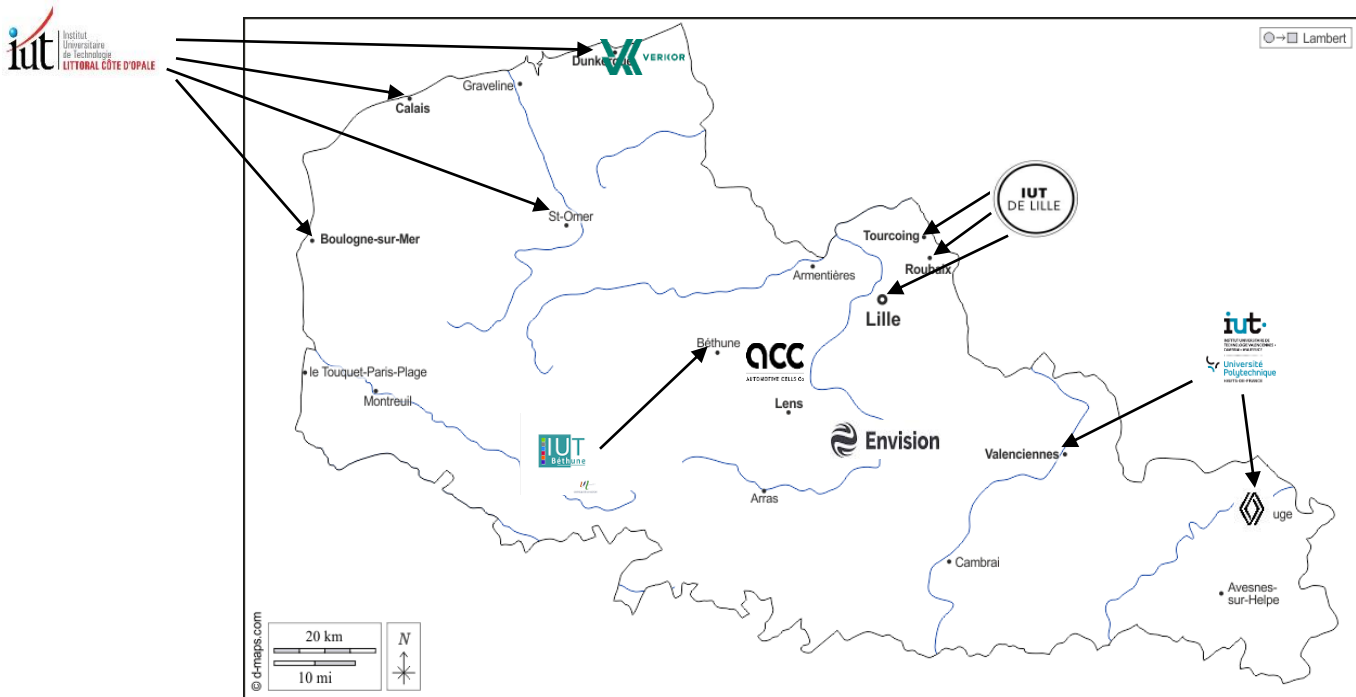 iut
Institut
Universitaire
de Technologie
LITTORAL CÔTE D'OPALE
Lambert
VERKOR
Graveline
Calais
St-Omer
Boulogne-sur-Mer
IUT
DE LILLE
Tourcoing
Roubaix
Armentières
Lille
Béthune
acc
AUTOMOTIVE CELLS Co
le Touquet-Paris-Plage
Montreuil
Lens
Envision
IUT
Béthune
Arras
iut
Université
Polytechnique
HAUTS-DE-FRANCE
Valenciennes
uge
Cambrai
Avesnes-
sur-Helpe
20 km
10 mi
N
© d-maps.com